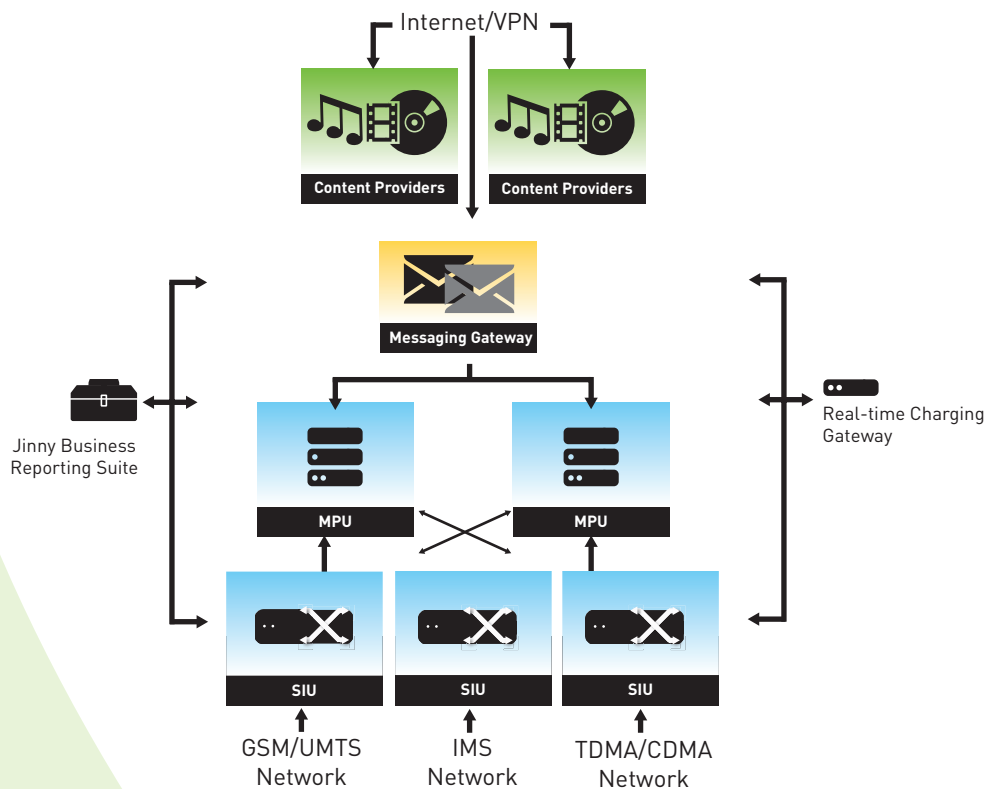 Internet/VPN
Content Providers
Content Providers
Messaging Gateway
Jinny Business
Reporting Suite
Real-time Charging
Gateway
MPU
MPU
SIU
SIU
SIU
GSM/UMTS
Network
IMS
Network
TDMA/CDMA
Network